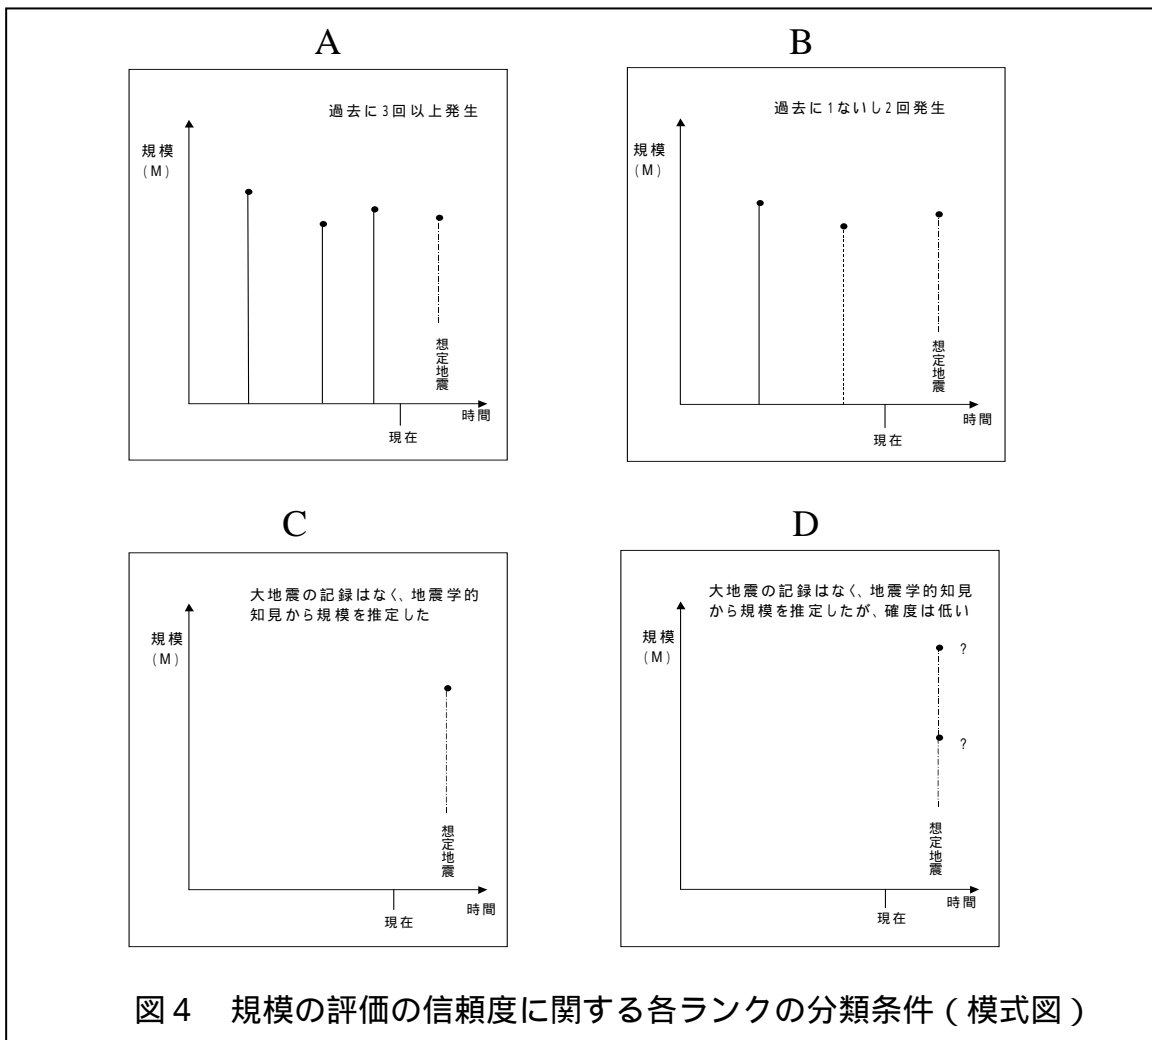 A
過去に3回以上発生
規模
(M)
想定地震
時間
現在
B
過去に1ないし2回発生
規模
(M)
想定地震
時間
現在
C
大地震の記録はなく、地震学的
知見から規模を推定した
規模
(M)
想定地震
時間
現在
D
大地震の記録はなく、地震学的知見
から規模を推定したが、確度は低い
規模
(M)
?
?
想定地震
時間
現在
図4 規模の評価の信頼度に関する各ランクの分類条件(模式図)